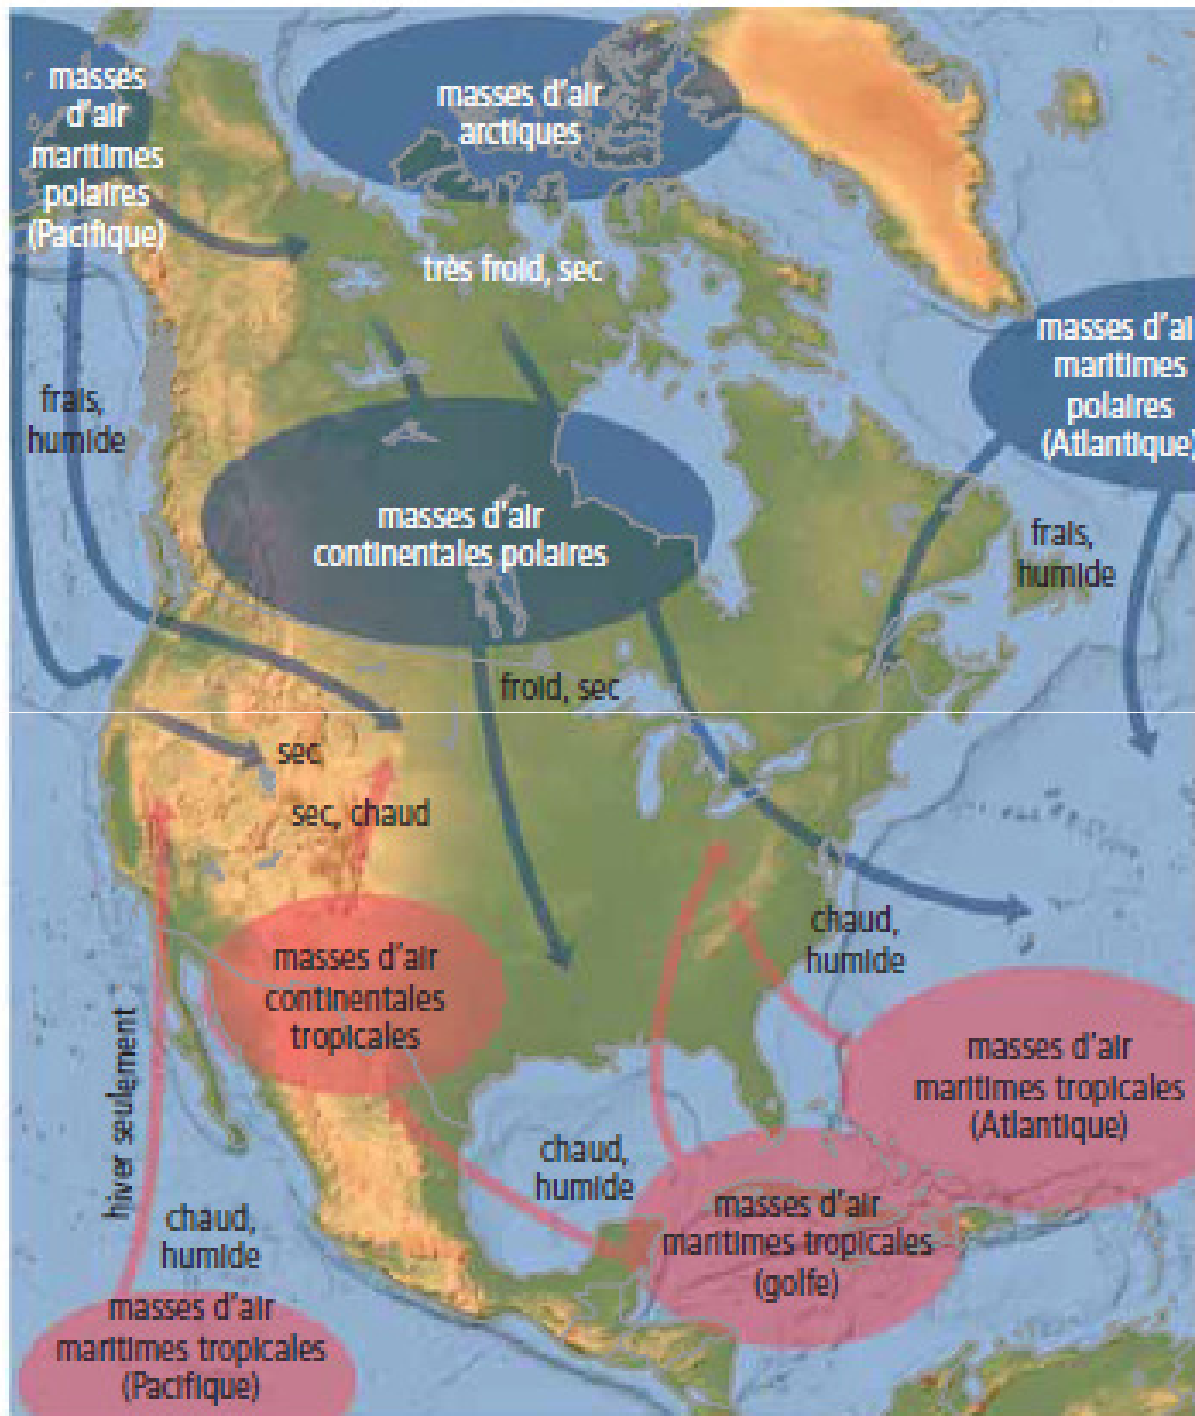 masses
d'air
maritimes
polaires
(Pacifique)
masses d'air
arctiques
très froid, sec
masses d'ai
maritimes
polaires
(Atlantique)
frais,
humide
masses d'air
continentales polaires
frais,
humide
froid, sec
sec
sec, chaud
chaud,
humide
masses d'air
continentales
tropicales
hiver seulement
masses d'air
maritimes tropicales
(Atlantique)
chaud,
humide
chaud,
humide
masses d'air
maritimes tropicales
(golfe)
masses d'air
maritimes tropicales
(Pacifique)